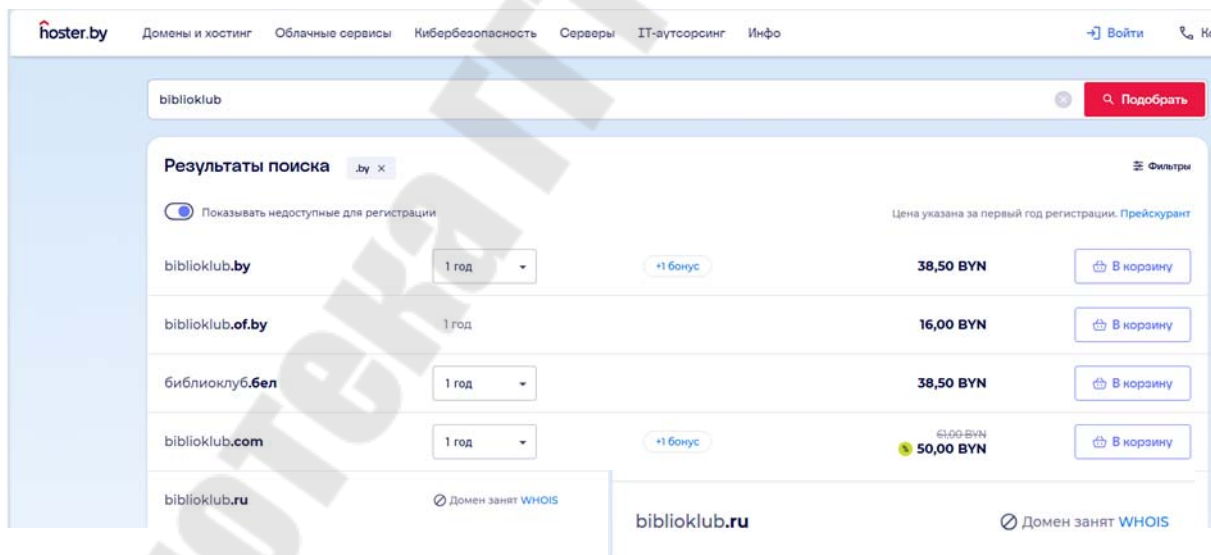 hoster.by Домены и хостинг Облачные сервисы Кибербезопасность Серверы IT-аутсорсинг Инфо Войти
biblioklub Подобрать
Результаты поиска .by × Фильтры
Показывать недоступные для регистрации Цена указана за первый год регистрации. Прейскурант
biblioklub.by 1 год +1 бонус 38,50 BYN В корзину
biblioklub.of.by 1 год 16,00 BYN В корзину
библиоклуб.бел 1 год 38,50 BYN В корзину
61,00 BYN
biblioklub.com 1 год +1 бонус 50,00 BYN В корзину
biblioklub.ru Домен занят WHOIS
biblioklub.ru Домен занят WHOIS